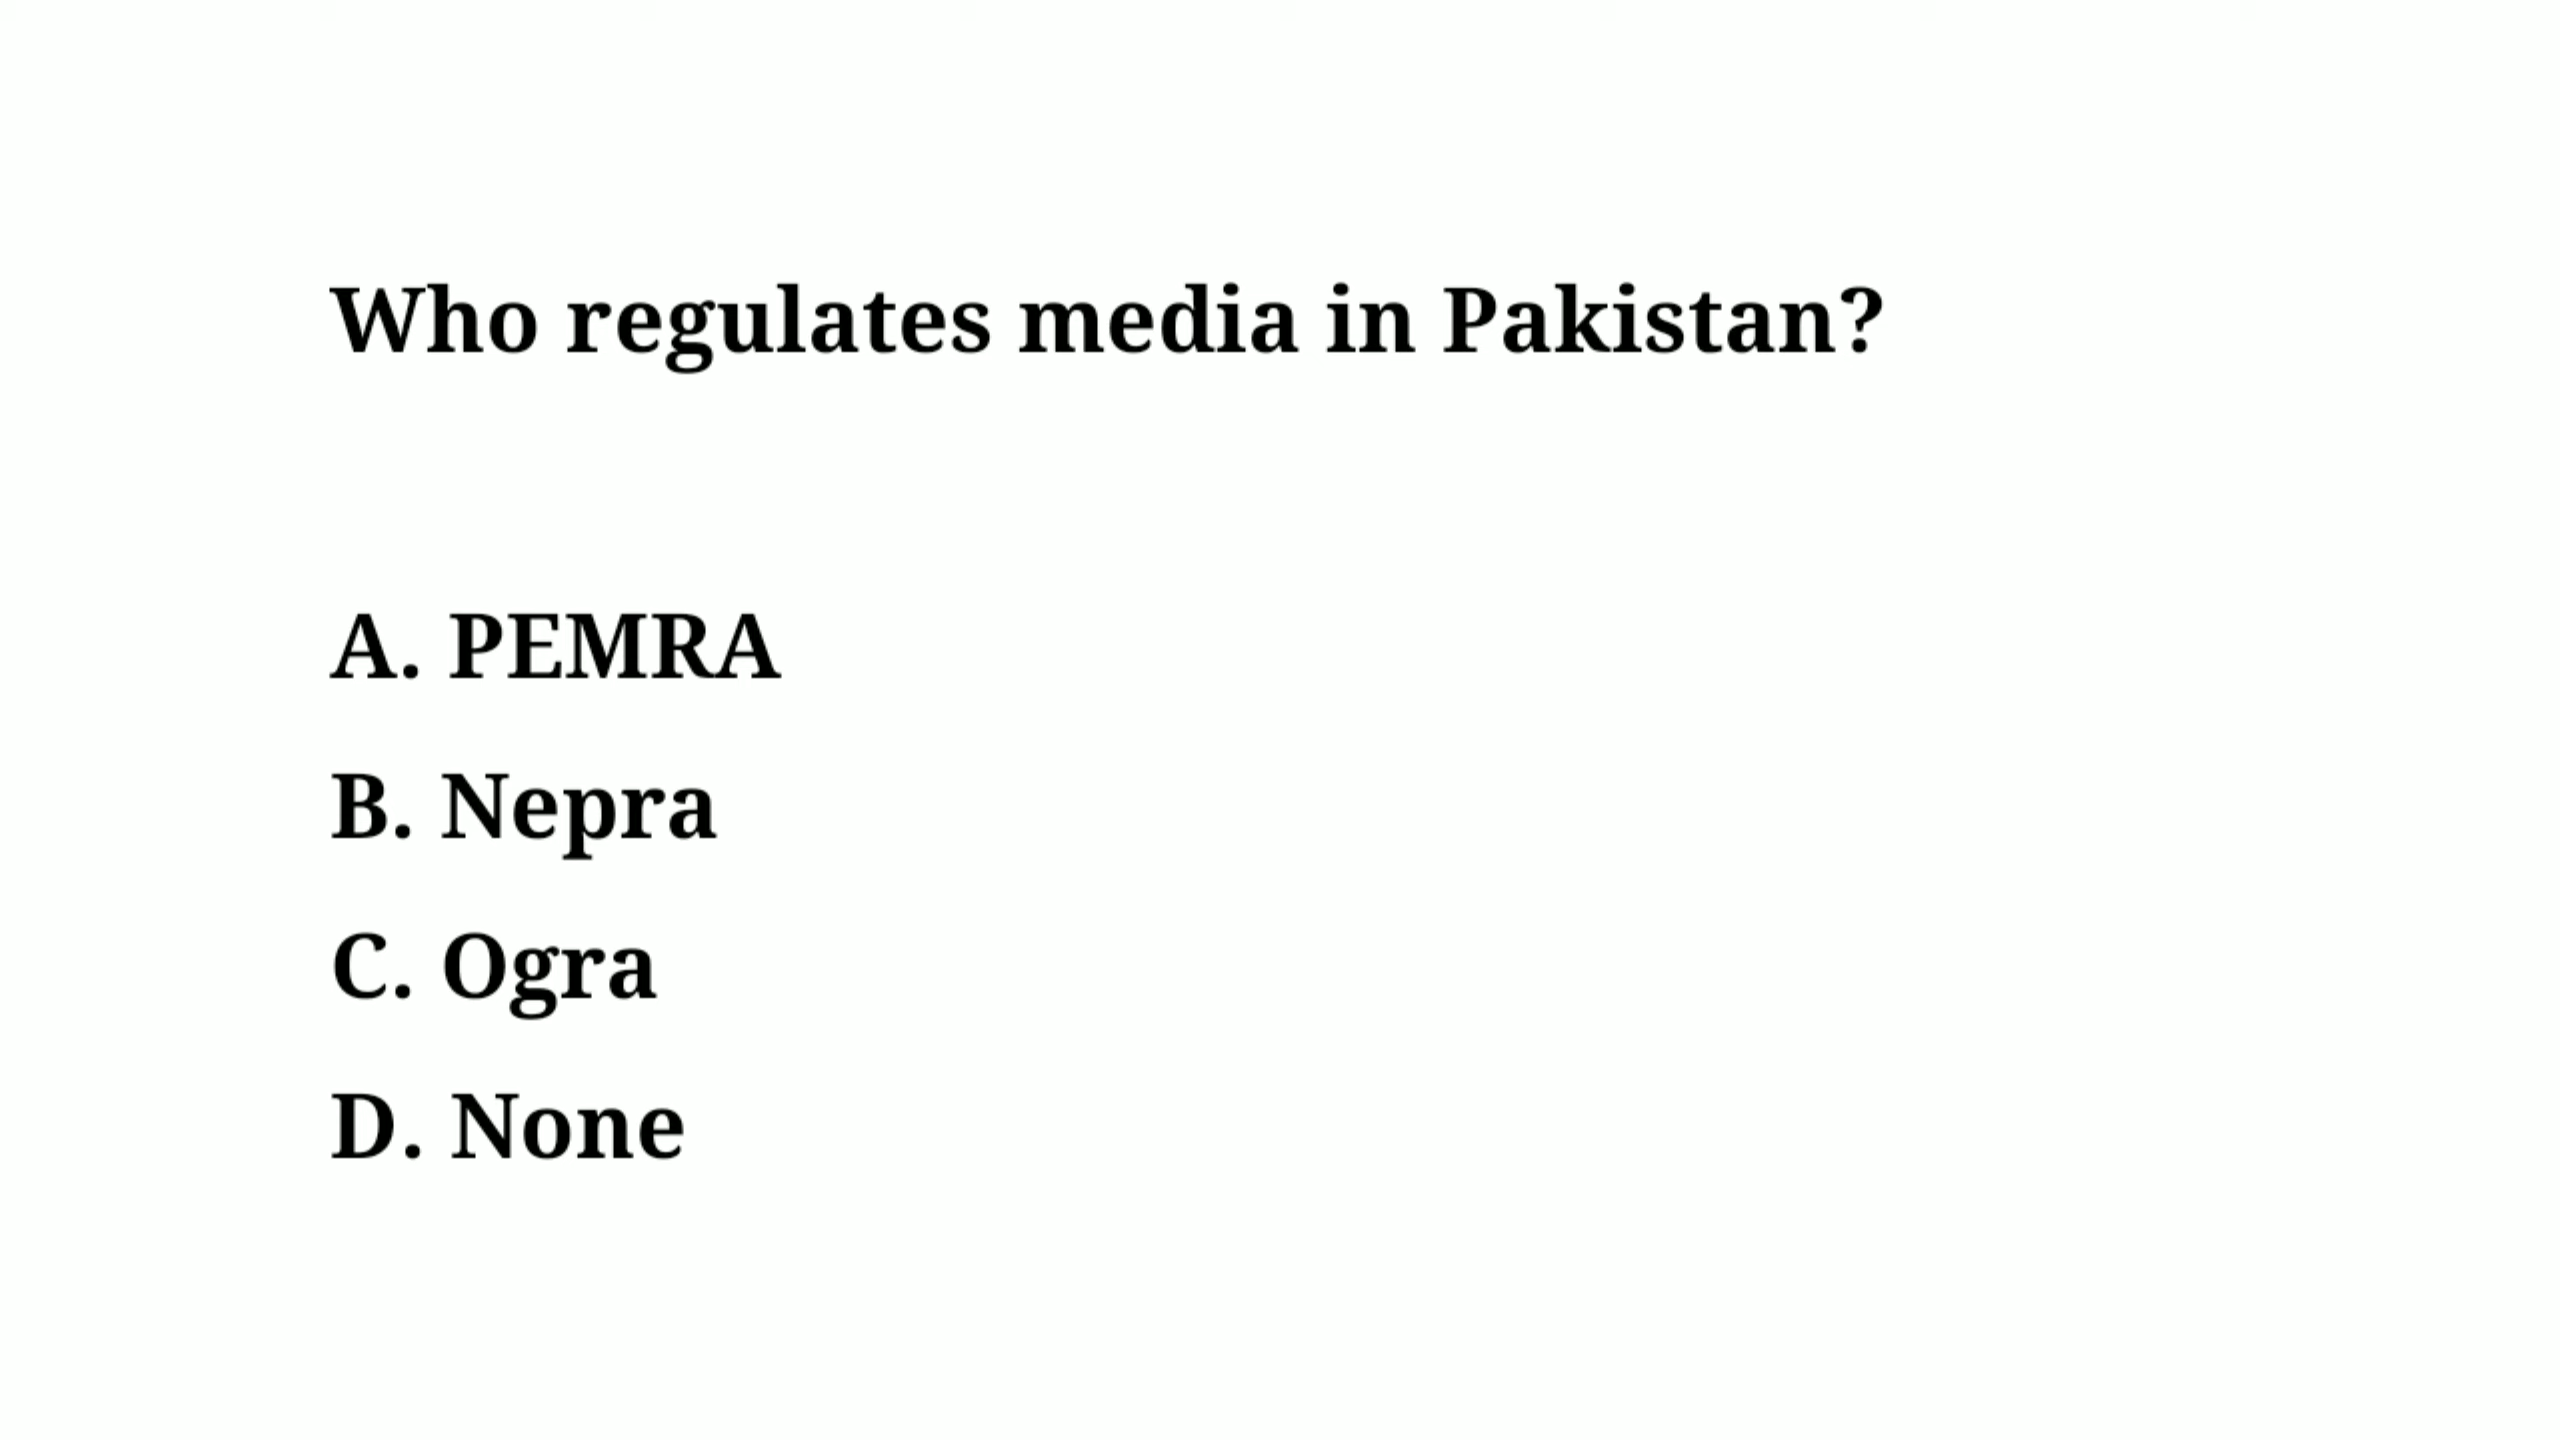 Who regulates media in Pakistan?
A. PEMRA
B. Nepra
C. Ogra
D. None